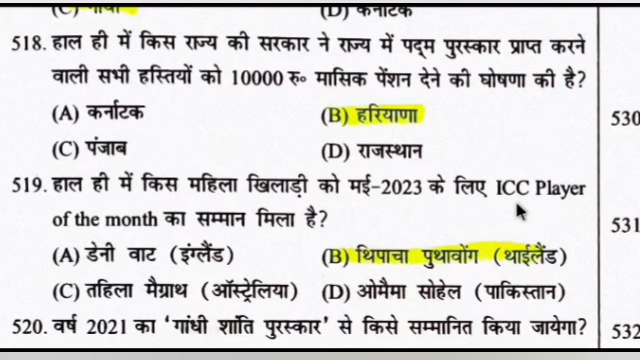 (C) गोवा (D) कर्नाटक
518. हाल ही में किस राज्य की सरकार ने राज्य में पद्म पुरस्कार प्राप्त करने
वाली सभी हस्तियों को 10000 रु० मासिक पेंशन देने की घोषणा की है?
(A) कर्नाटक (B) हरियाणा
(C) पंजाब (D) राजस्थान
519. हाल ही में किस महिला खिलाड़ी को मई-2023 के लिए ICC Player
of the month का सम्मान मिला है?
(A) डेनी वाट (इंग्लैंड) (B) थिपाचा पुथावोंग (थाईलैंड)
(C) तहिला मैग्राथ (ऑस्ट्रेलिया) (D) ओमैमा सोहेल (पाकिस्तान)
520. वर्ष 2021 का 'गांधी शांति पुरस्कार' से किसे सम्मानित किया जायेगा?
530
531
532